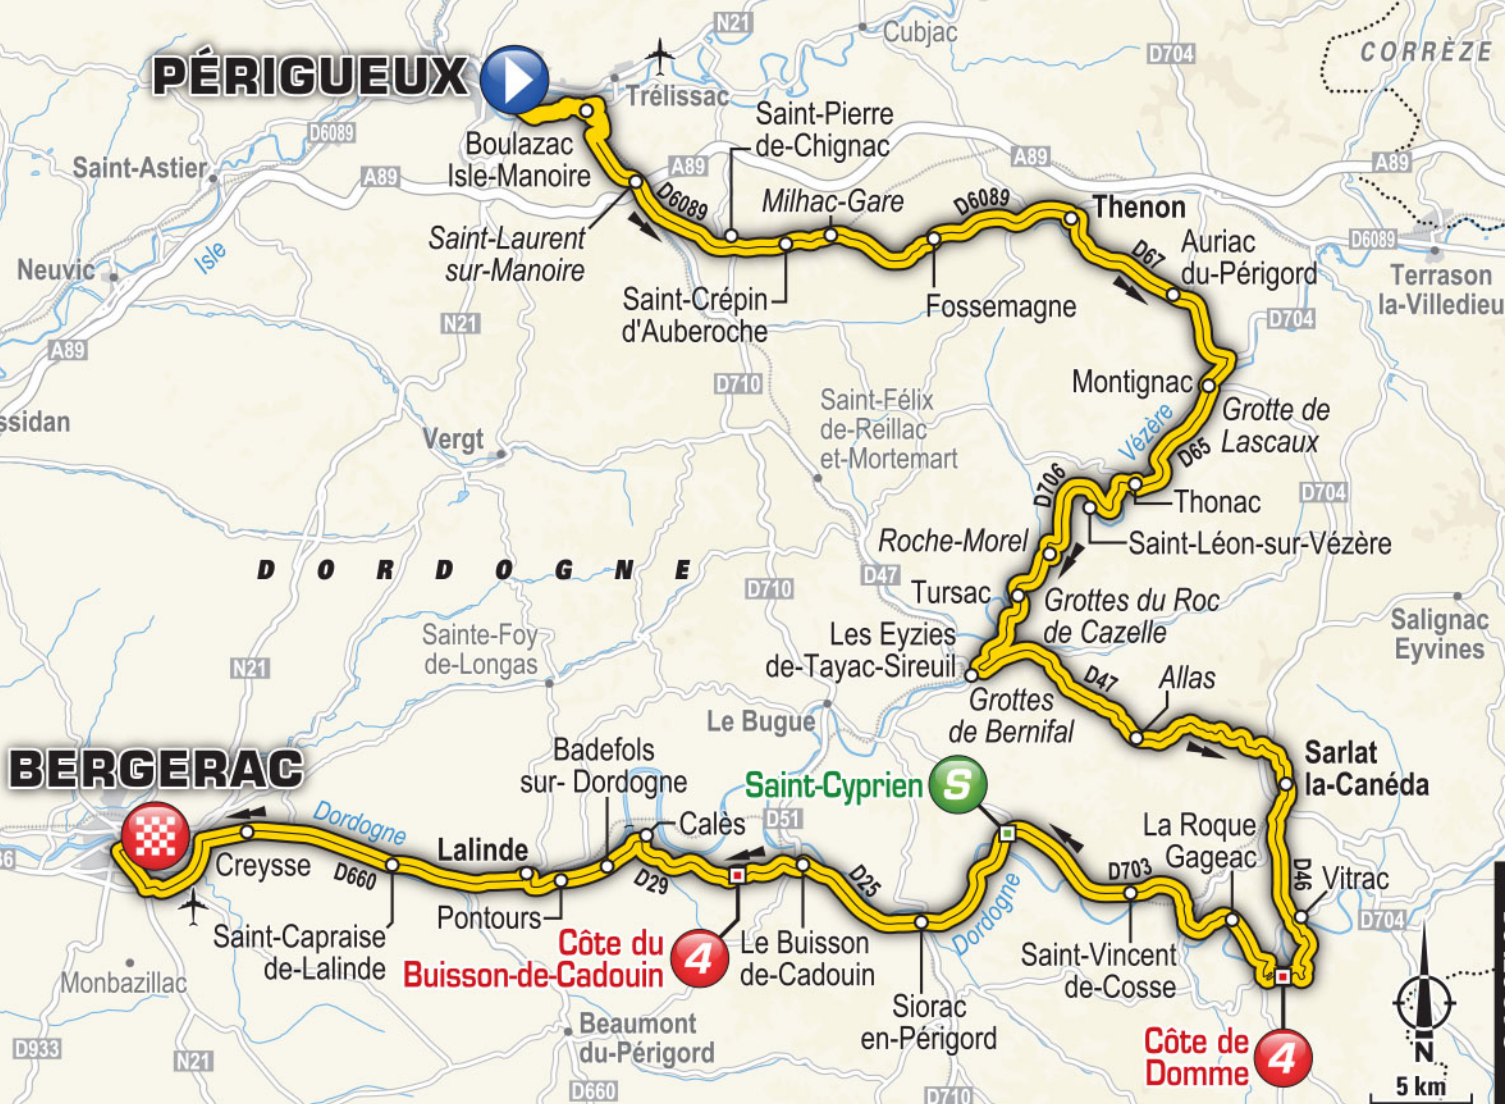 N21
Cubjac
D704
CORRÈZE
PÉRIGUEUX
Trélissac
Saint-Pierre
de-Chignac
D6089
Boulazac
Isle-Manoire
Saint-Astier
A89
A89
A89
A89
D6089
Milhac-Gare
D6089
Thenon
Saint-Laurent
sur-Manoire
Isle
Neuvic
D67
Auriac
du-Périgord
D6089
Terrason
la-Villedieu
Saint-Crépin
d'Auberoche
Fossemagne
D704
N21
A89
D710
Montignac
Saint-Félix
de-Reillac
et-Mortemart
Grotte de
Lascaux
Vézère
D65
ssidan
Vergt
D706
D704
Thonac
Roche-Morel
Saint-Léon-sur-Vézère
DORDOGNE
D710
D47
Tursac
Grottes du Roc
de Cazelle
Salignac
Eyvines
Sainte-Foy
de-Longas
Les Eyzies
de-Tayac-Sireuil
N21
D47
Allas
Grottes
de Bernifal
Le Bugue
BERGERAC
Badefols
sur- Dordogne
Saint-Cyprien
S
Sarlat
la-Canéda
Dordogne
Calès
D51
La Roque
Gageac
Creysse
D660
Lalinde
D29
D25
D703
D46
Vitrac
D704
Pontours
Dordogne
Saint-Capraise
de-Lalinde
Côte du
Buisson-de-Cadouin
4
Le Buisson
de-Cadouin
Saint-Vincent
de-Cosse
Monbazillac
Siorac
en-Périgord
Beaumont
du-Périgord
Côte de
Domme
4
D933
N21
D660
D710
N
5 km